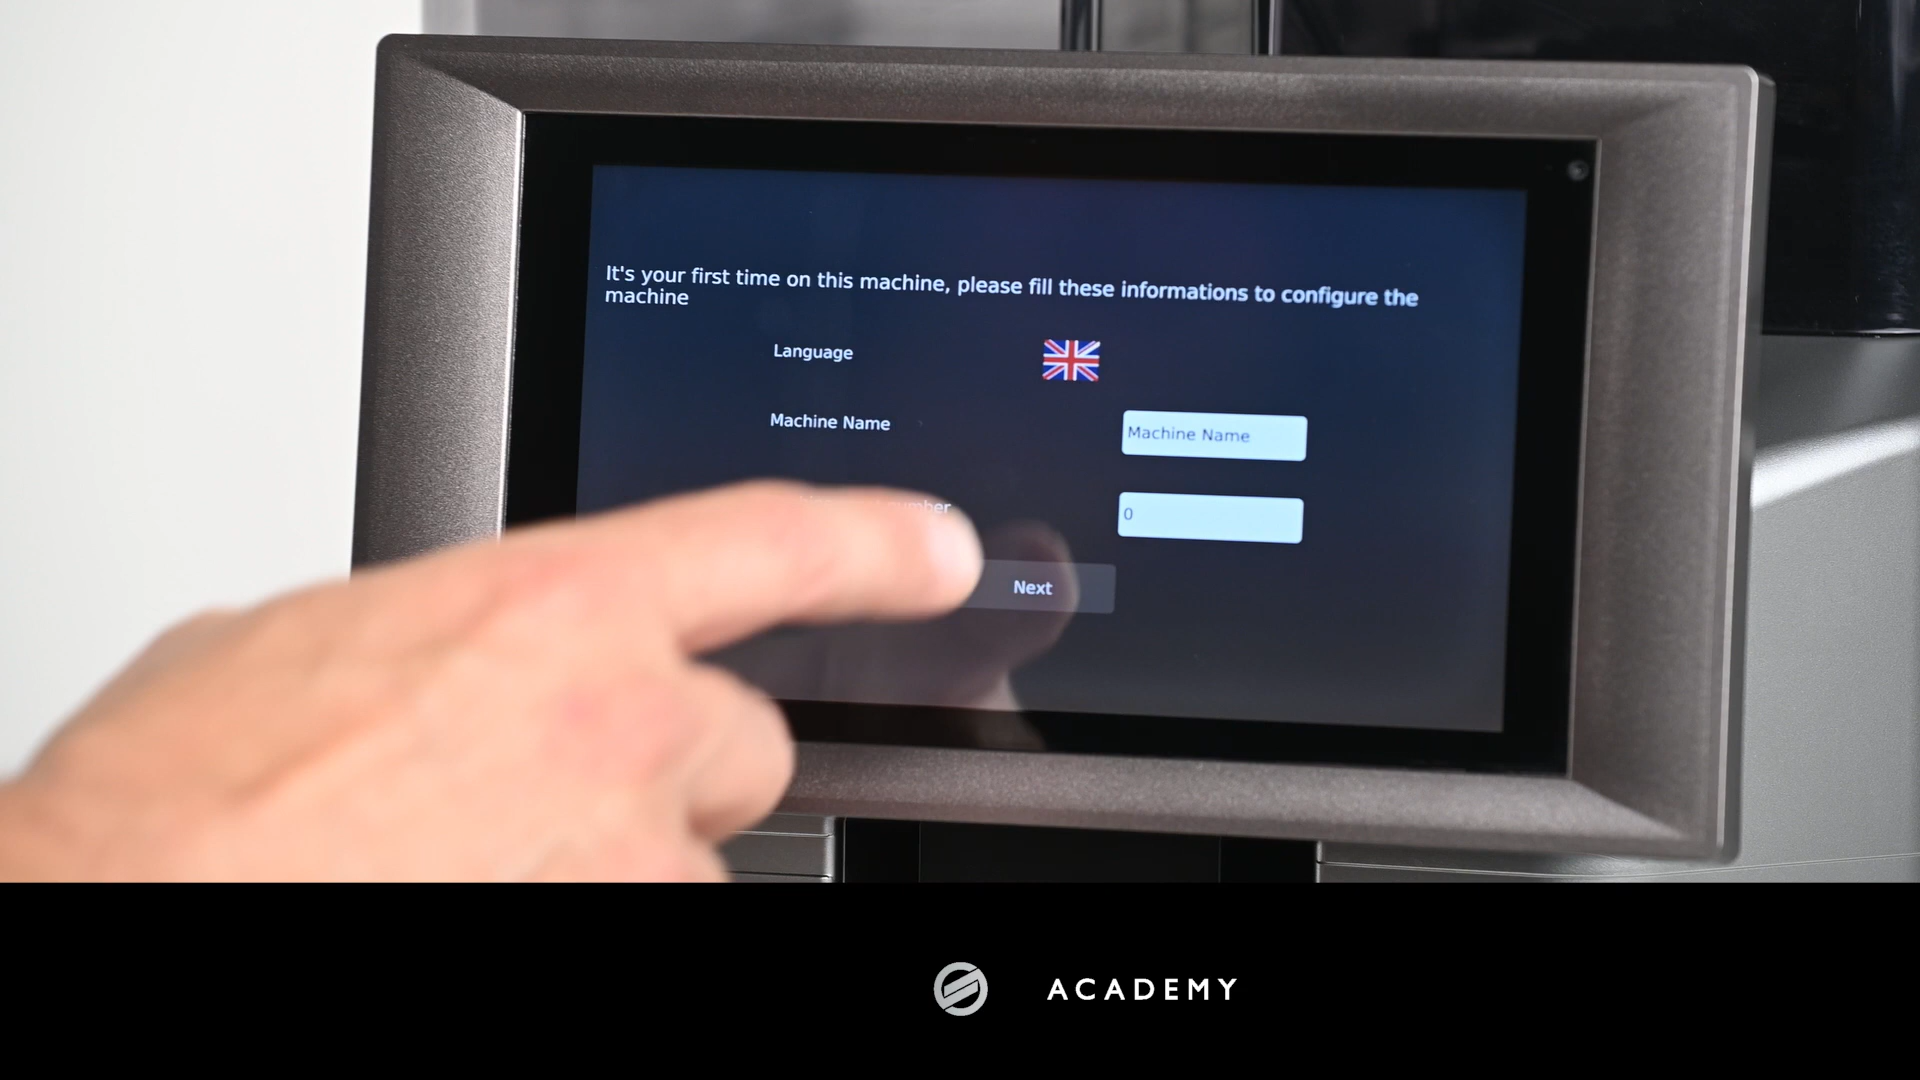 It's your first time on this machine, please fill these informations to configure the
machine
Language
Machine Name
Machine Name
number
0
Next
ACADEMY